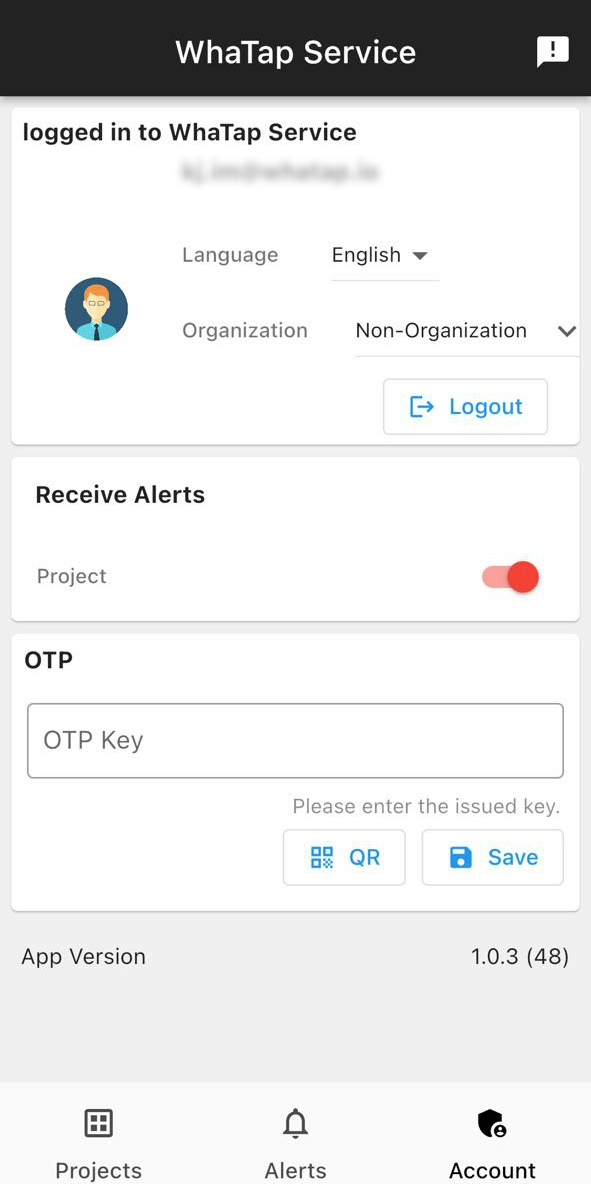 WhaTap Service
logged in to WhaTap Service
Language English
Organization Non-Organization
Logout
Receive Alerts
Project
OTP
OTP Key
Please enter the issued key.
QR Save
App Version 1.0.3 (48)
Projects Alerts Account